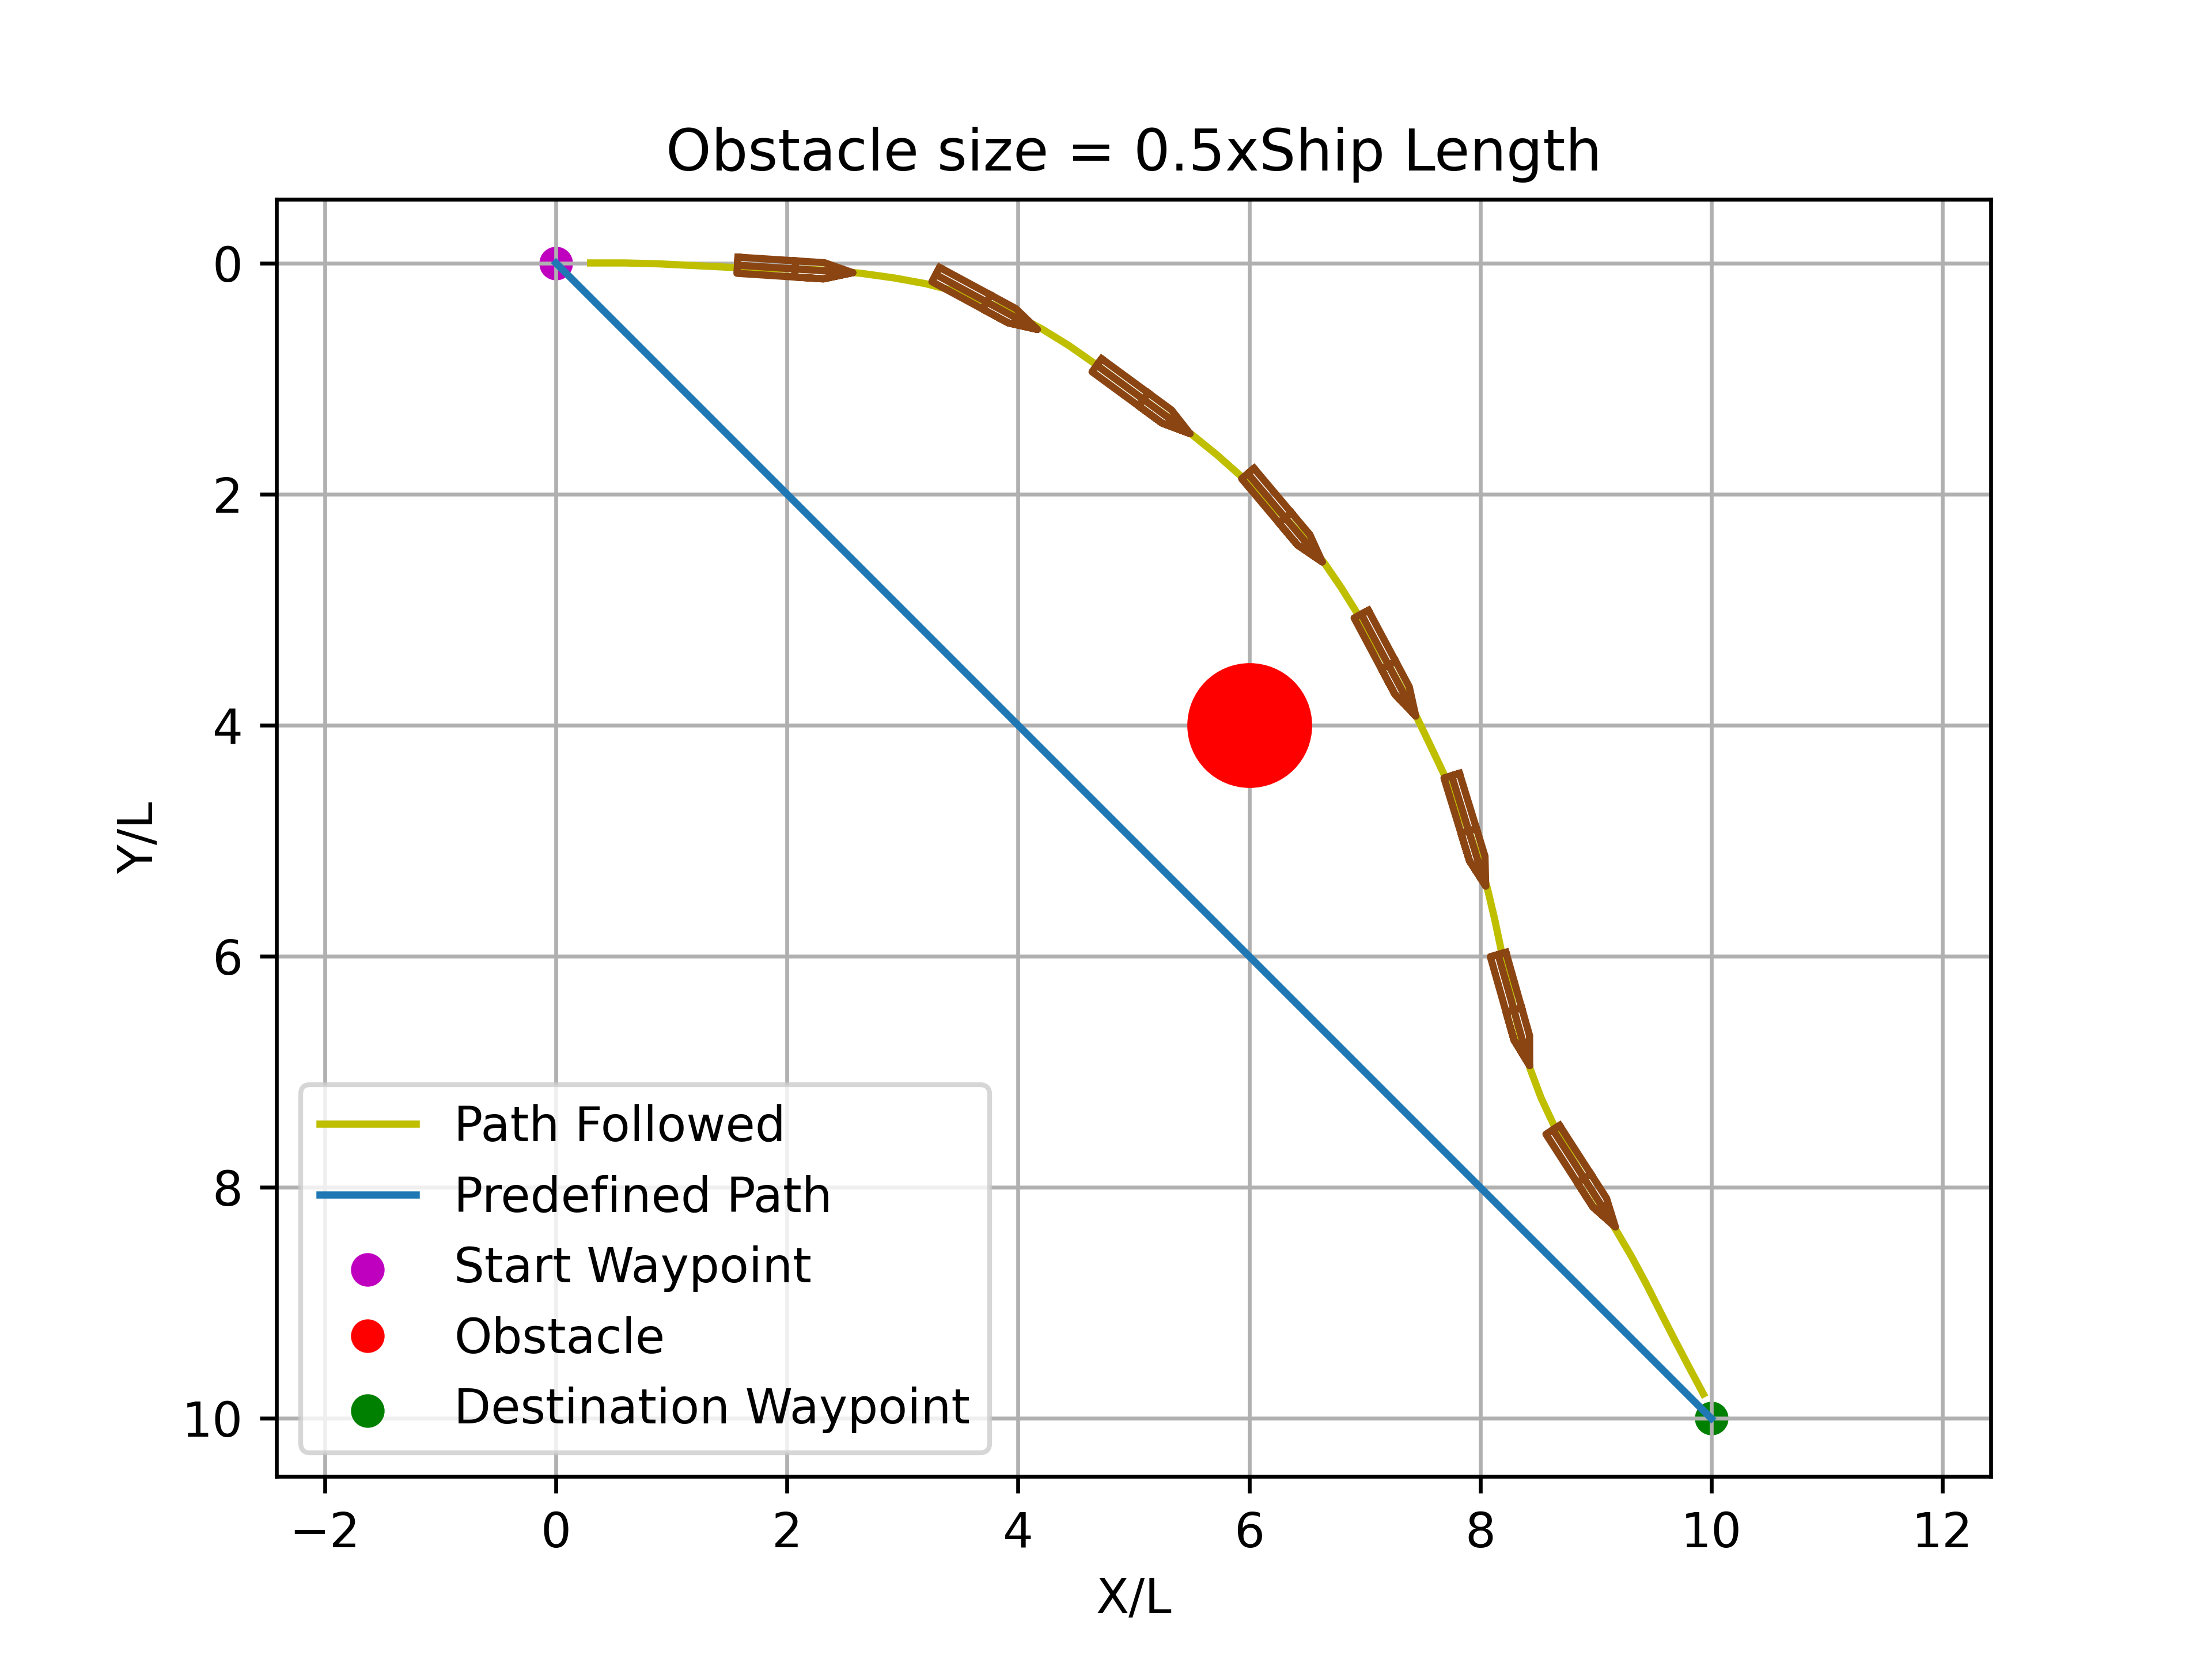 Obstacle size = 0.5xShip Length
0
2
4
6
8
10
Y/L
Path Followed
Predefined Path
Start Waypoint
Obstacle
Destination Waypoint
−2 0 2 4 6 8 10 12
X/L